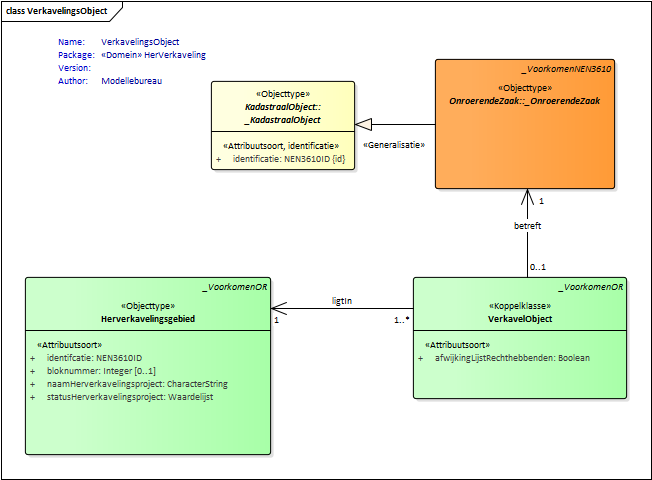 class VerkavelingsObject
Name: VerkavelingsObject
Package: «Domein» HerVerkaveling
Version:
Author: Modellebureau
«Objecttype»
KadastraalObject::
_KadastraalObject
«Attribuutsoort, identificatie»
+ identificatie: NEN3610ID {id}
«Generalisatie»
_VoorkomenNEN3610
«Objecttype»
OnroerendeZaak::_OnroerendeZaak
1
betreft
0..1
_VoorkomenOR
«Objecttype»
Herverkavelingsgebied
«Attribuutsoort»
+ identifcatie: NEN3610ID
+ bloknummer: Integer [0..1]
+ naamHerverkavelingsproject: CharacterString
+ statusHerverkavelingsproject: Waardelijst
ligtIn
1
1..*
_VoorkomenOR
«Koppelklasse»
VerkavelObject
«Attribuutsoort»
+ afwijkingLijstRechthebbenden: Boolean